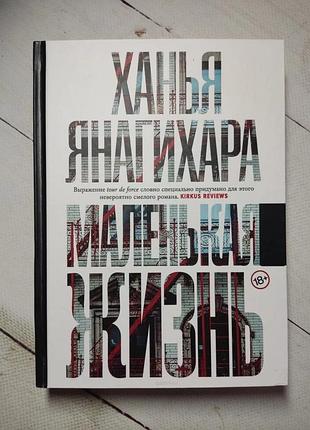 ХАНЬЯ
ЯНАГИХАРА
Выражение tour de force словно специально придумано для этого
невероятно смелого романа. KIRKUS REVIEWS
МАЛЕНЬКАЯ
ЖИЗНЬ
18+